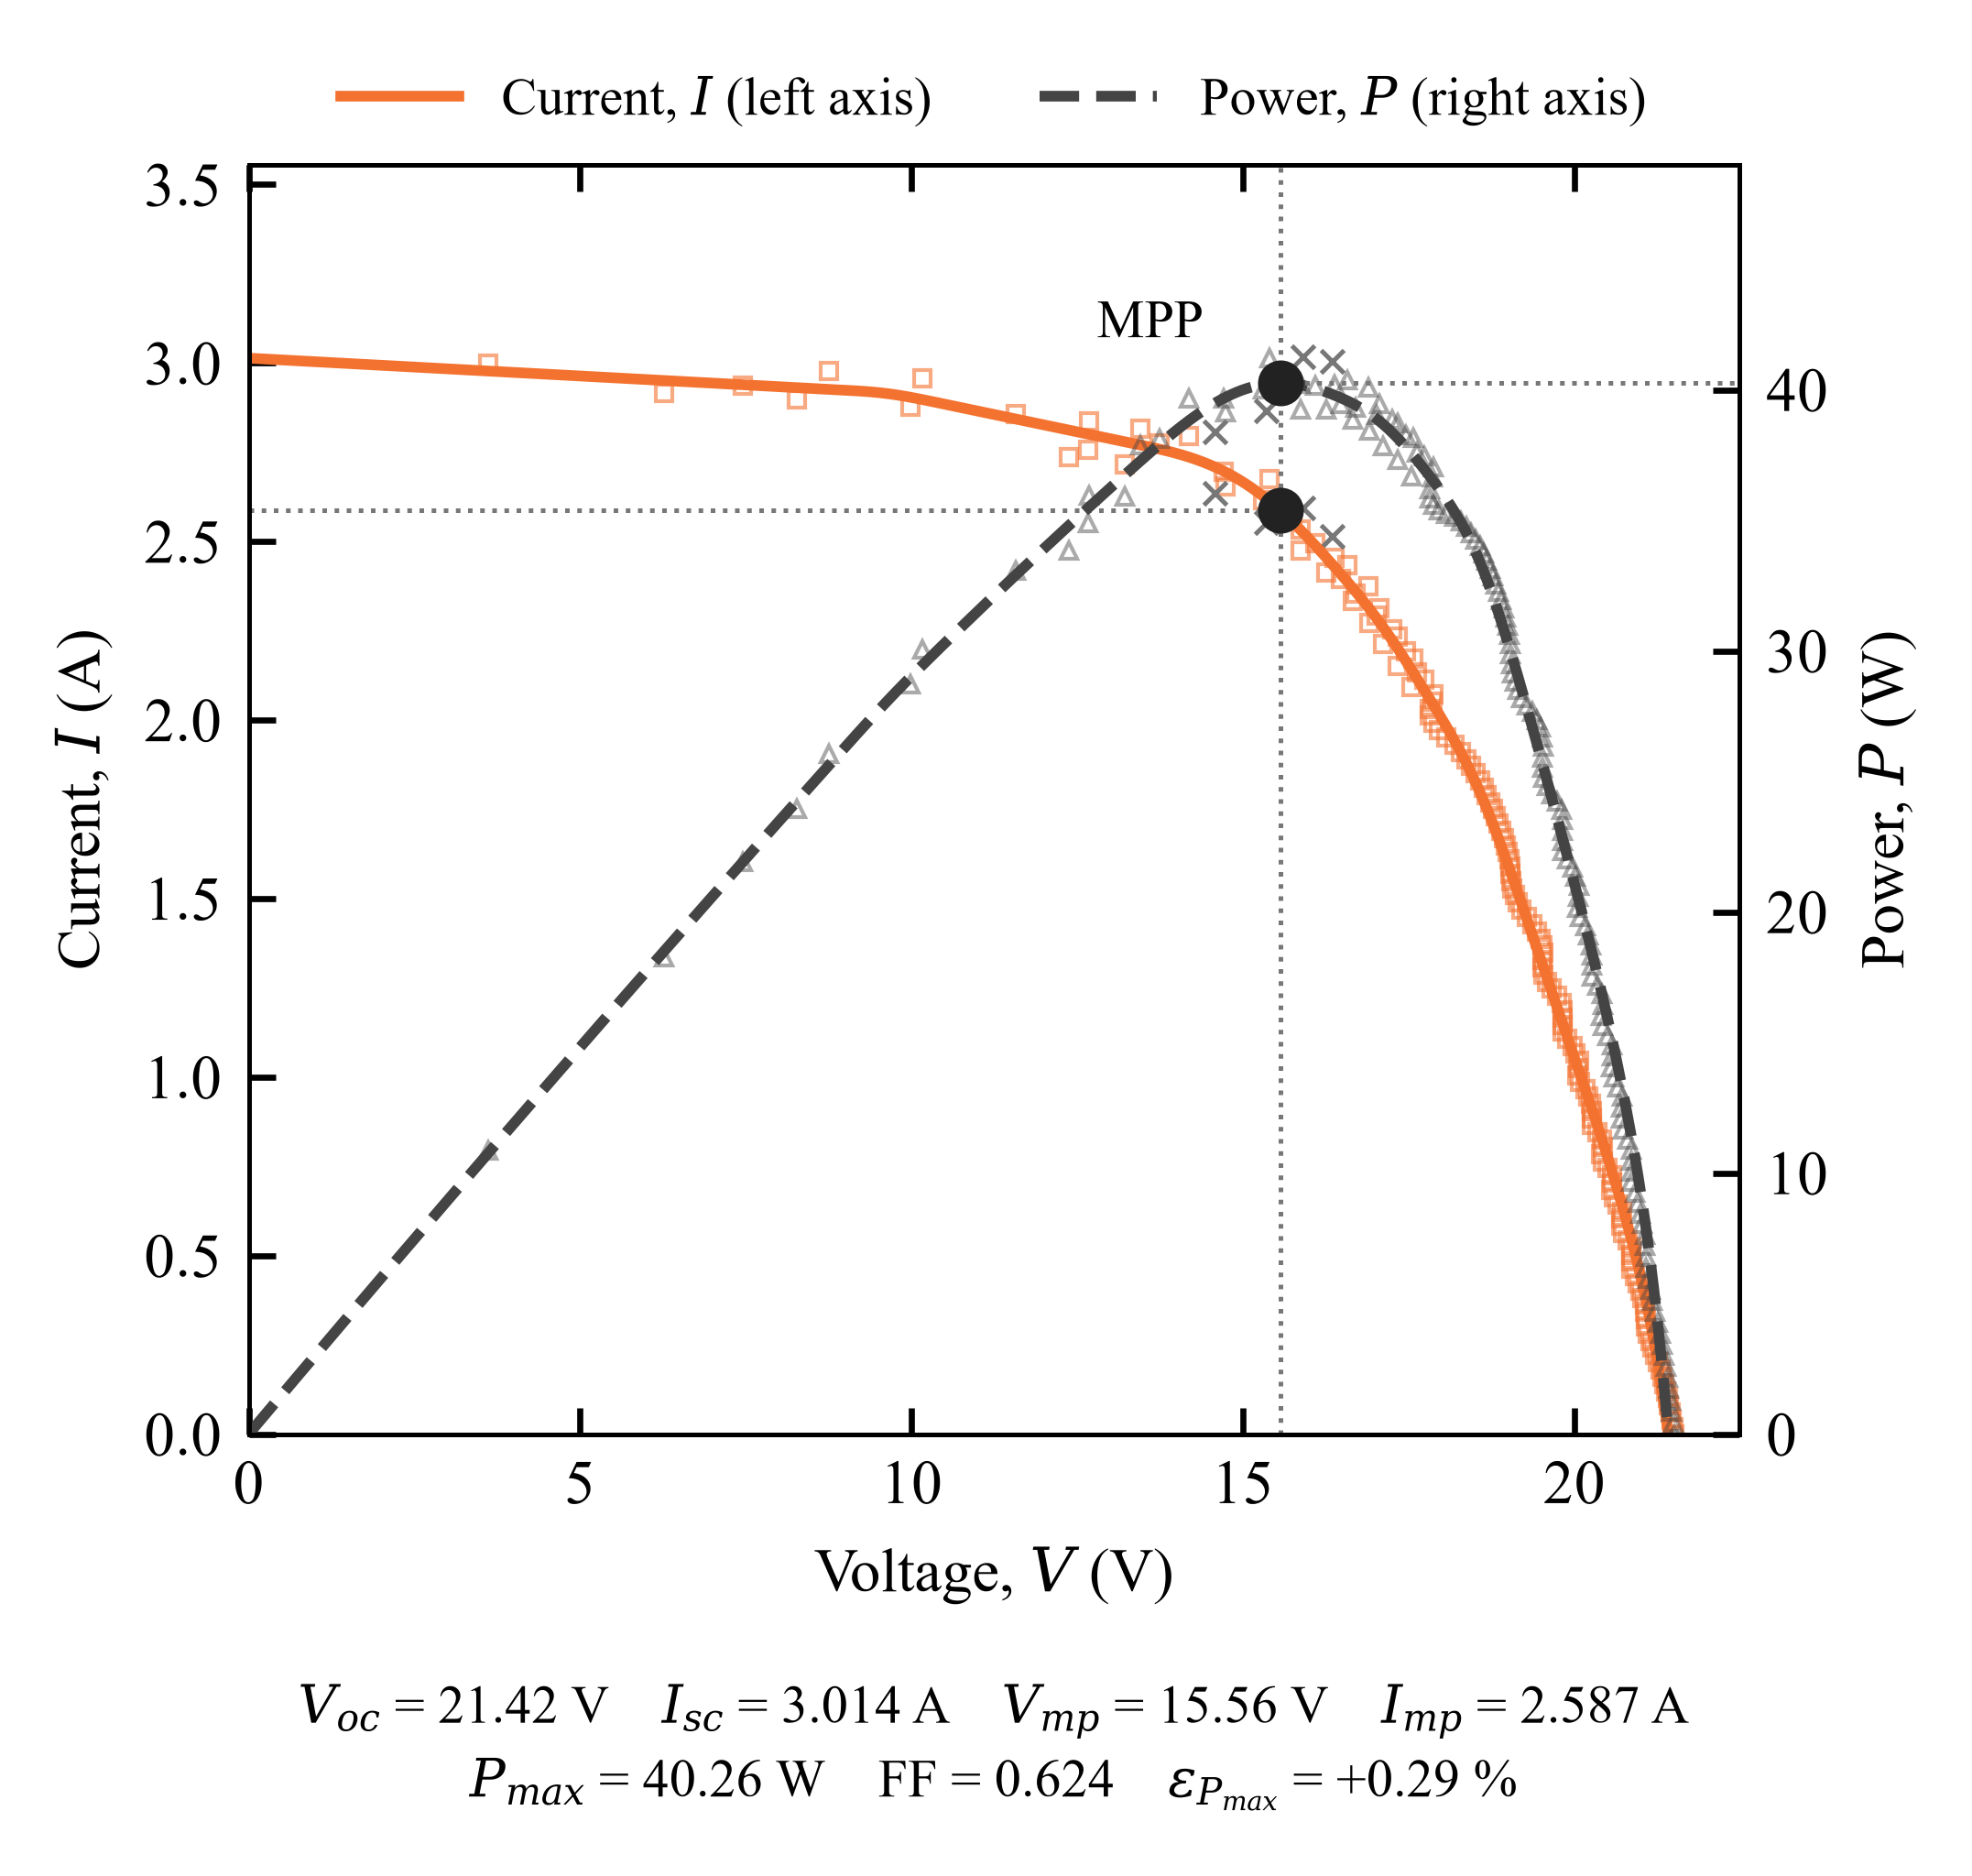 Current, I (left axis) Power, P (right axis)
3.5
3.0
2.5
2.0
1.5
1.0
0.5
0.0
Current, I (A)
MPP
40
30
20
10
0
Power, P (W)
0 5 10 15 20
Voltage, V (V)
V_oc = 21.42 V I_sc = 3.014 A V_mp = 15.56 V I_mp = 2.587 A
P_max = 40.26 W FF = 0.624 ε_{P_max} = +0.29 %